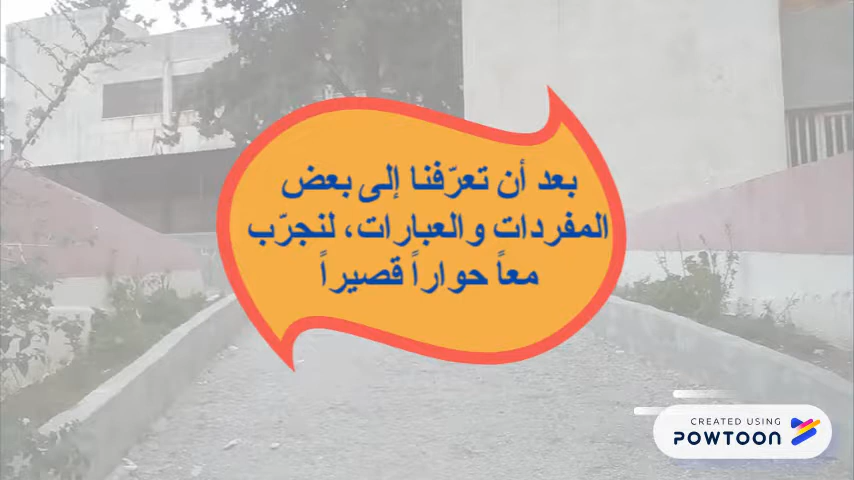 بعد أن تعرّفنا إلى بعض
المفردات والعبارات، لنجرّب
معاً حواراً قصيراً
CREATED USING
POWTOON